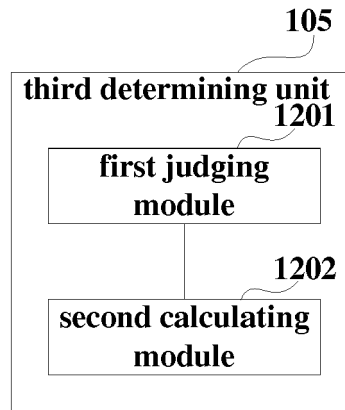 105
third determining unit
1201
first judging
module
1202
second calculating
module